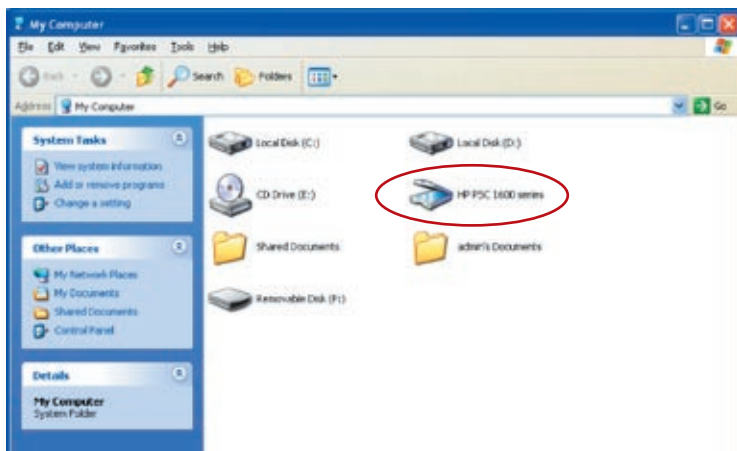 My Computer
File Edit View Favorites Tools Help
Back Search Folders
Address My Computer Go
System Tasks
View system information
Add or remove programs
Change a setting
Other Places
My Network Places
My Documents
Shared Documents
Control Panel
Details
My Computer
System Folder
Local Disk (C:) Local Disk (D:)
CD Drive (E:) HP PSC 1600 series
Shared Documents admin's Documents
Removable Disk (F:)